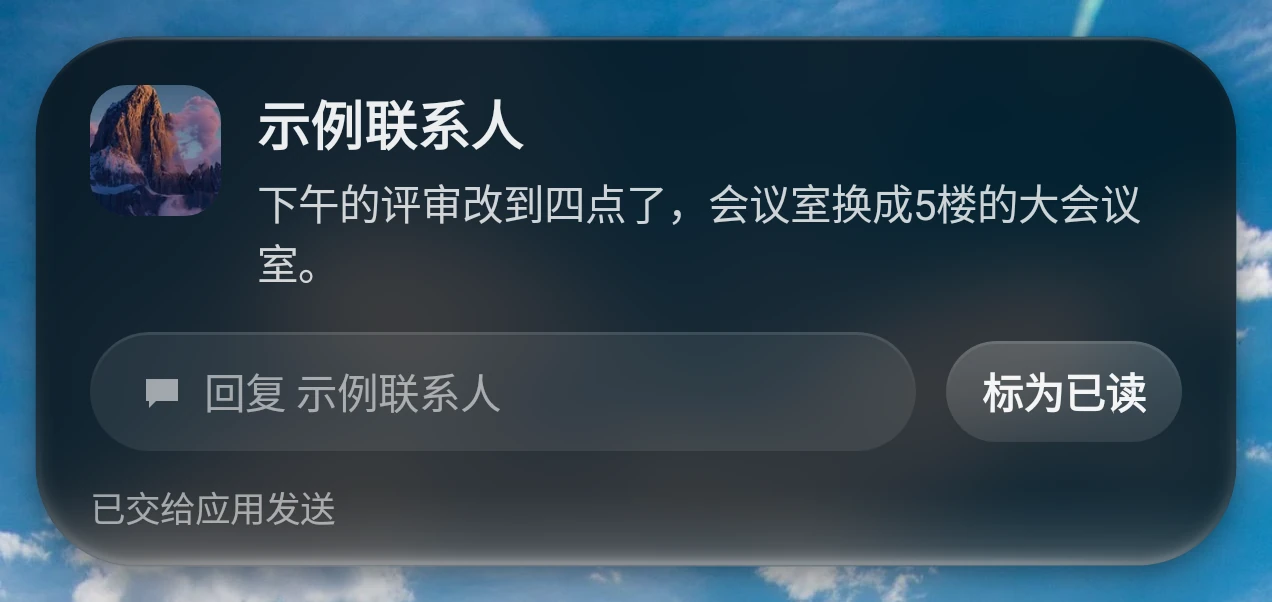 示例联系人
下午的评审改到四点了，会议室换成5楼的大会议
室。
回复 示例联系人
标为已读
已交给应用发送